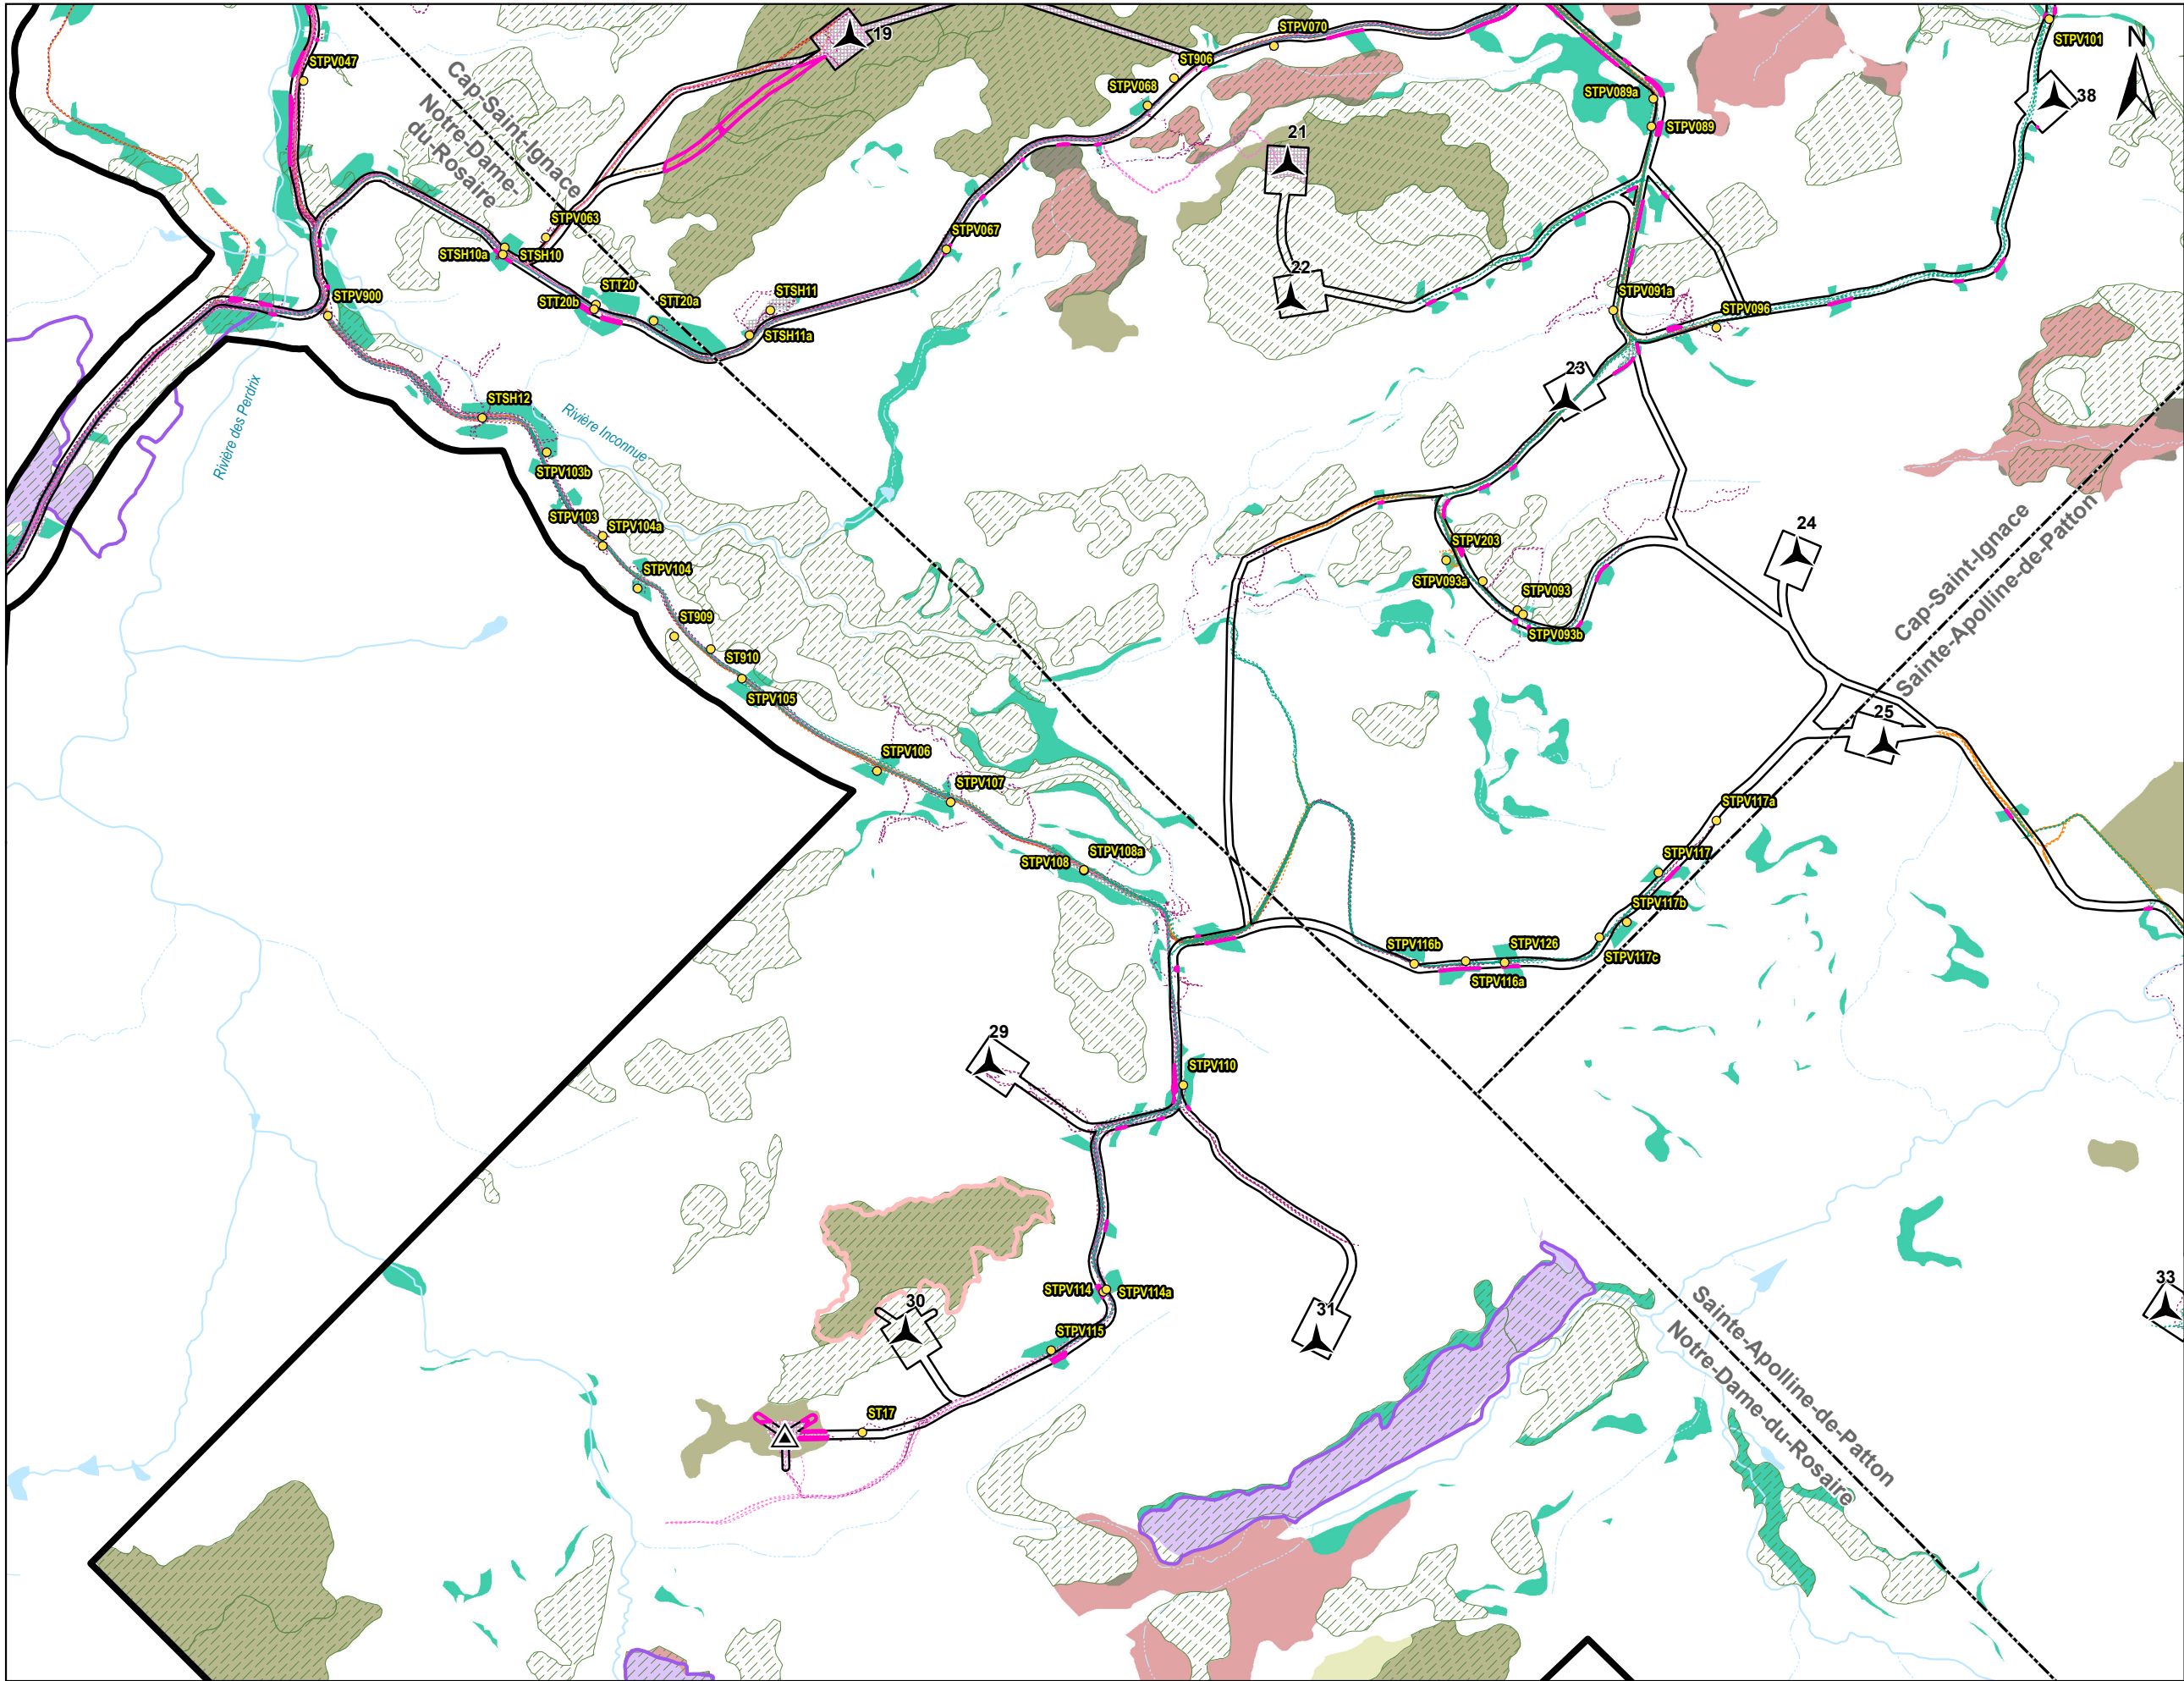 STPV070
19
STPV101
N
ST906
STPV047
Cap-Saint-Ignace
Notre-Dame-
du-Rosaire
STPV068
STPV089a
38
STPV089
21
STPV063
STPV067
STSH10a
STSH10
22
STT20
STT20b
STT20a
STSH11
STSH11a
STPV900
STPV091a
STPV096
23
Rivière des Perdrix
STSH12
Rivière Inconnue
STPV103b
STPV103
STPV104a
24
STPV203
Cap-Saint-Ignace
Sainte-Apolline-de-Patton
STPV104
STPV093a
STPV093
ST909
STPV093b
ST910
STPV105
25
STPV106
STPV107
STPV117a
STPV108
STPV108a
STPV117
STPV117b
STPV116b
STPV126
STPV117c
STPV116a
29
STPV110
STPV114
STPV114a
33
30
31
STPV115
Sainte-Apolline-de-Patton
Notre-Dame-du-Rosaire
ST17